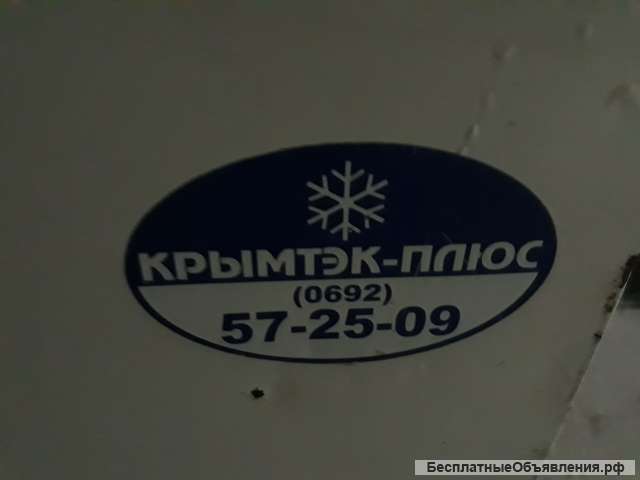 КРЫМТЭК-ПЛЮС
(0692)
57-25-09
БесплатныеОбъявления.рф